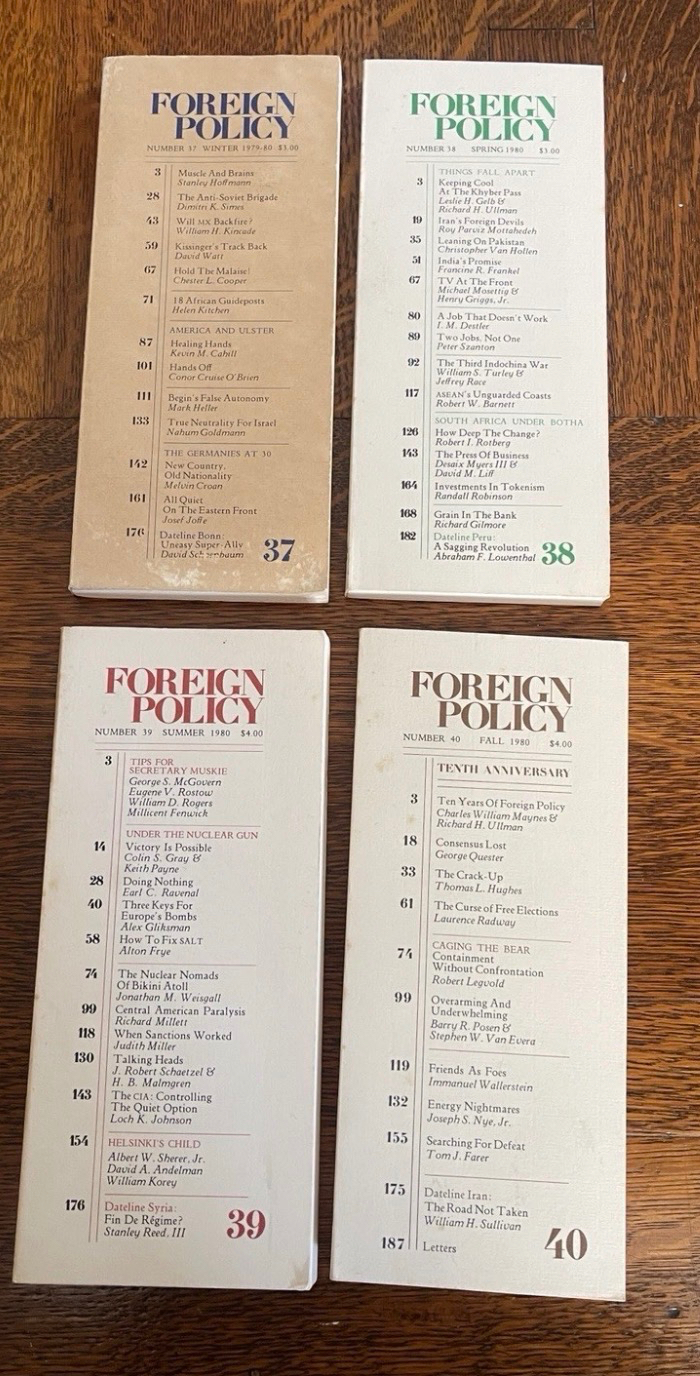 FOREIGN
POLICY
NUMBER 37 WINTER 1979-80 $3.00
3 Muscle And Brains
Stanley Hoffmann
28 The Anti-Soviet Brigade
Dimitri K. Simes
43 Will MX Backfire?
William H. Kincade
59 Kissinger's Track Back
David Watt
67 Hold The Malaise!
Chester L. Cooper
71 18 African Guideposts
Helen Kitchen
AMERICA AND ULSTER
87 Healing Hands
Kevin M. Cahill
101 Hands Off
Conor Cruise O'Brien
111 Begin's False Autonomy
Mark Heller
133 True Neutrality For Israel
Nahum Goldmann
THE GERMANIES AT 30
142 New Country,
Old Nationality
Melvin Croan
161 All Quiet
On The Eastern Front
Josef Joffe
176 Dateline Bonn:
Uneasy Super-Ally
David Schoenbaum
37
FOREIGN
POLICY
NUMBER 38 SPRING 1980 $3.00
THINGS FALL APART
3 Keeping Cool
At The Khyber Pass
Leslie H. Gelb &
Richard H. Ullman
19 Iran's Foreign Devils
Roy Parviz Mottahedeh
35 Leaning On Pakistan
Christopher Van Hollen
51 India's Promise
Francine R. Frankel
67 TV At The Front
Michael Mosettig &
Henry Griggs, Jr.
80 A Job That Doesn't Work
I. M. Destler
89 Two Jobs, Not One
Peter Szanton
92 The Third Indochina War
William S. Turley &
Jeffrey Race
117 ASEAN's Unguarded Coasts
Robert W. Barnett
SOUTH AFRICA UNDER BOTHA
126 How Deep The Change?
Robert I. Rotberg
143 The Press Of Business
Desaix Myers III &
David M. Liff
164 Investments In Tokenism
Randall Robinson
168 Grain In The Bank
Richard Gilmore
182 Dateline Peru:
A Sagging Revolution
Abraham F. Lowenthal
38
FOREIGN
POLICY
NUMBER 39 SUMMER 1980 $4.00
3 TIPS FOR
SECRETARY MUSKIE
George S. McGovern
Eugene V. Rostow
William D. Rogers
Millicent Fenwick
UNDER THE NUCLEAR GUN
14 Victory Is Possible
Colin S. Gray &
Keith Payne
28 Doing Nothing
Earl C. Ravenal
40 Three Keys For
Europe's Bombs
Alex Gliksman
58 How To Fix SALT
Alton Frye
74 The Nuclear Nomads
Of Bikini Atoll
Jonathan M. Weisgall
99 Central American Paralysis
Richard Millett
118 When Sanctions Worked
Judith Miller
130 Talking Heads
J. Robert Schaetzel &
H. B. Malmgren
143 The CIA: Controlling
The Quiet Option
Loch K. Johnson
154 HELSINKI'S CHILD
Albert W. Sherer, Jr.
David A. Andelman
William Korey
176 Dateline Syria:
Fin De Régime?
Stanley Reed, III
39
FOREIGN
POLICY
NUMBER 40 FALL 1980 $4.00
TENTH ANNIVERSARY
3 Ten Years Of Foreign Policy
Charles William Maynes &
Richard H. Ullman
18 Consensus Lost
George Quester
33 The Crack-Up
Thomas L. Hughes
61 The Curse of Free Elections
Laurence Radway
CAGING THE BEAR
74 Containment
Without Confrontation
Robert Legvold
99 Overarming And
Underwhelming
Barry R. Posen &
Stephen W. Van Evera
119 Friends As Foes
Immanuel Wallerstein
132 Energy Nightmares
Joseph S. Nye, Jr.
155 Searching For Defeat
Tom J. Farer
175 Dateline Iran:
The Road Not Taken
William H. Sullivan
187 Letters
40